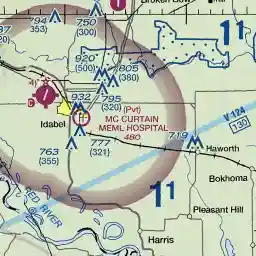 794
(353)
750
(300)
Broken Bow
11
920
(500)
805
(380)
932
795
(320)
(Pvt)
MC CURTAIN
MEML HOSPITAL
480
Idabel
763
(355)
777
(321)
719
V 124
130
Haworth
Bokhoma
11
RED RIVER
Pleasant Hill
Harris